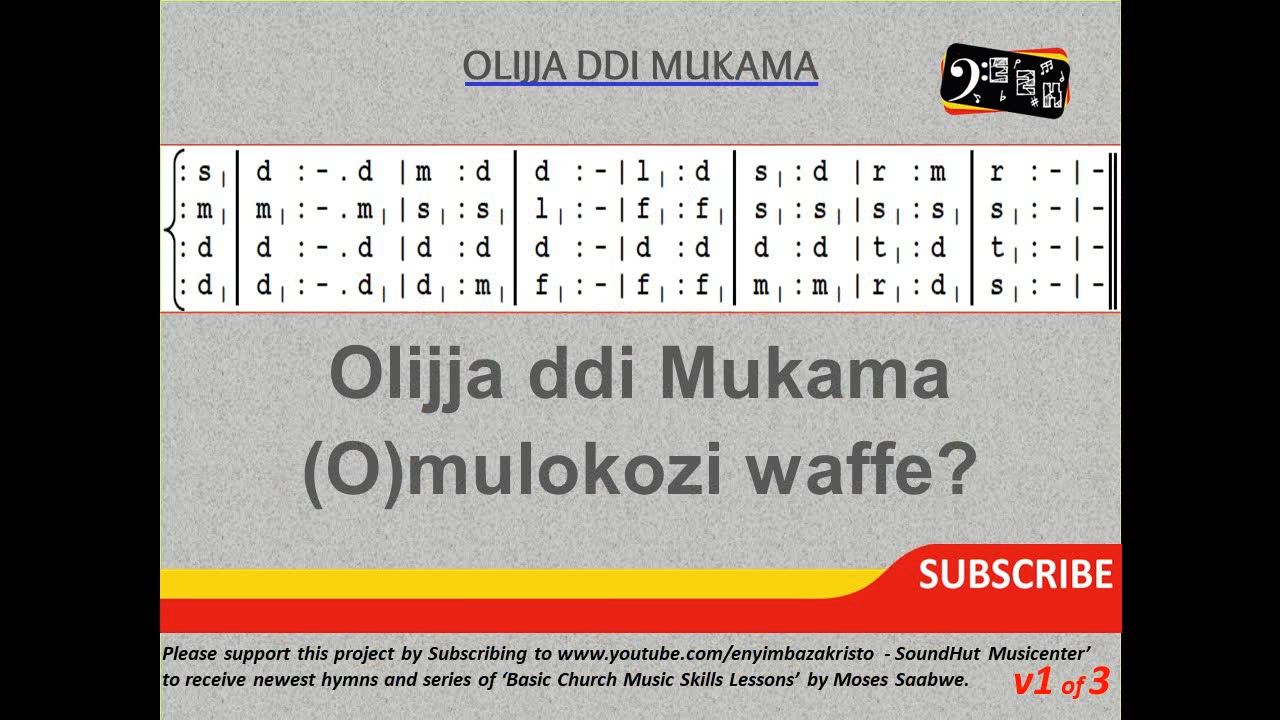 OLIJJA DDI MUKAMA
: s ̩ | d : - . d | m : d | d : - | l ̩ : d | s ̩ : d | r : m | r : - | - ||
: m ̩ | m ̩ : - . m ̩ | s ̩ : s ̩ | l ̩ : - | f ̩ : f ̩ | s ̩ : s ̩ | s ̩ : s ̩ | s ̩ : - | - ||
: d | d : - . d | d : d | d : - | d : d | d : d | t ̩ : d | t ̩ : - | - ||
: d ̩ | d ̩ : - . d ̩ | d ̩ : m ̩ | f ̩ : - | f ̩ : f ̩ | m ̩ : m ̩ | r ̩ : d ̩ | s ̩ : - | - ||
Olijja ddi Mukama
(O)mulokozi waffe?
SUBSCRIBE
Please support this project by Subscribing to www.youtube.com/enyimbazakristo - SoundHut Musicenter’
to receive newest hymns and series of ‘Basic Church Music Skills Lessons’ by Moses Saabwe.
v1 of 3